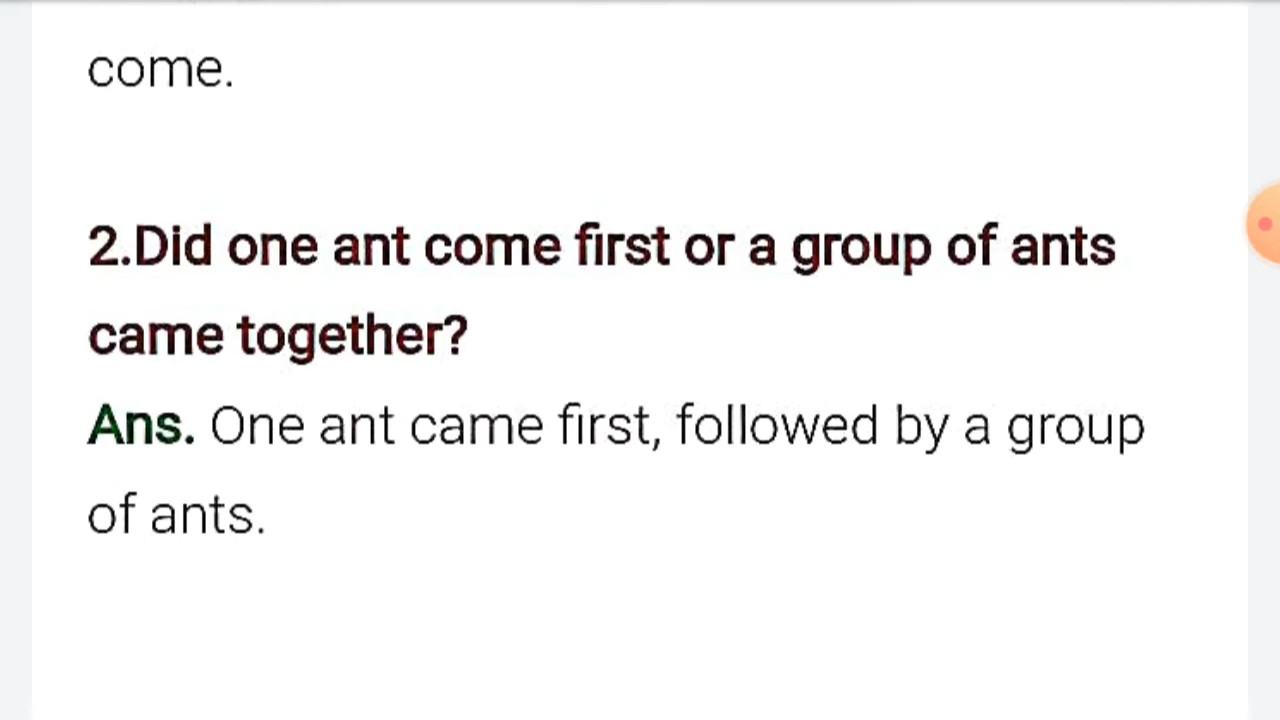 come.
2.Did one ant come first or a group of ants
came together?
Ans. One ant came first, followed by a group
of ants.